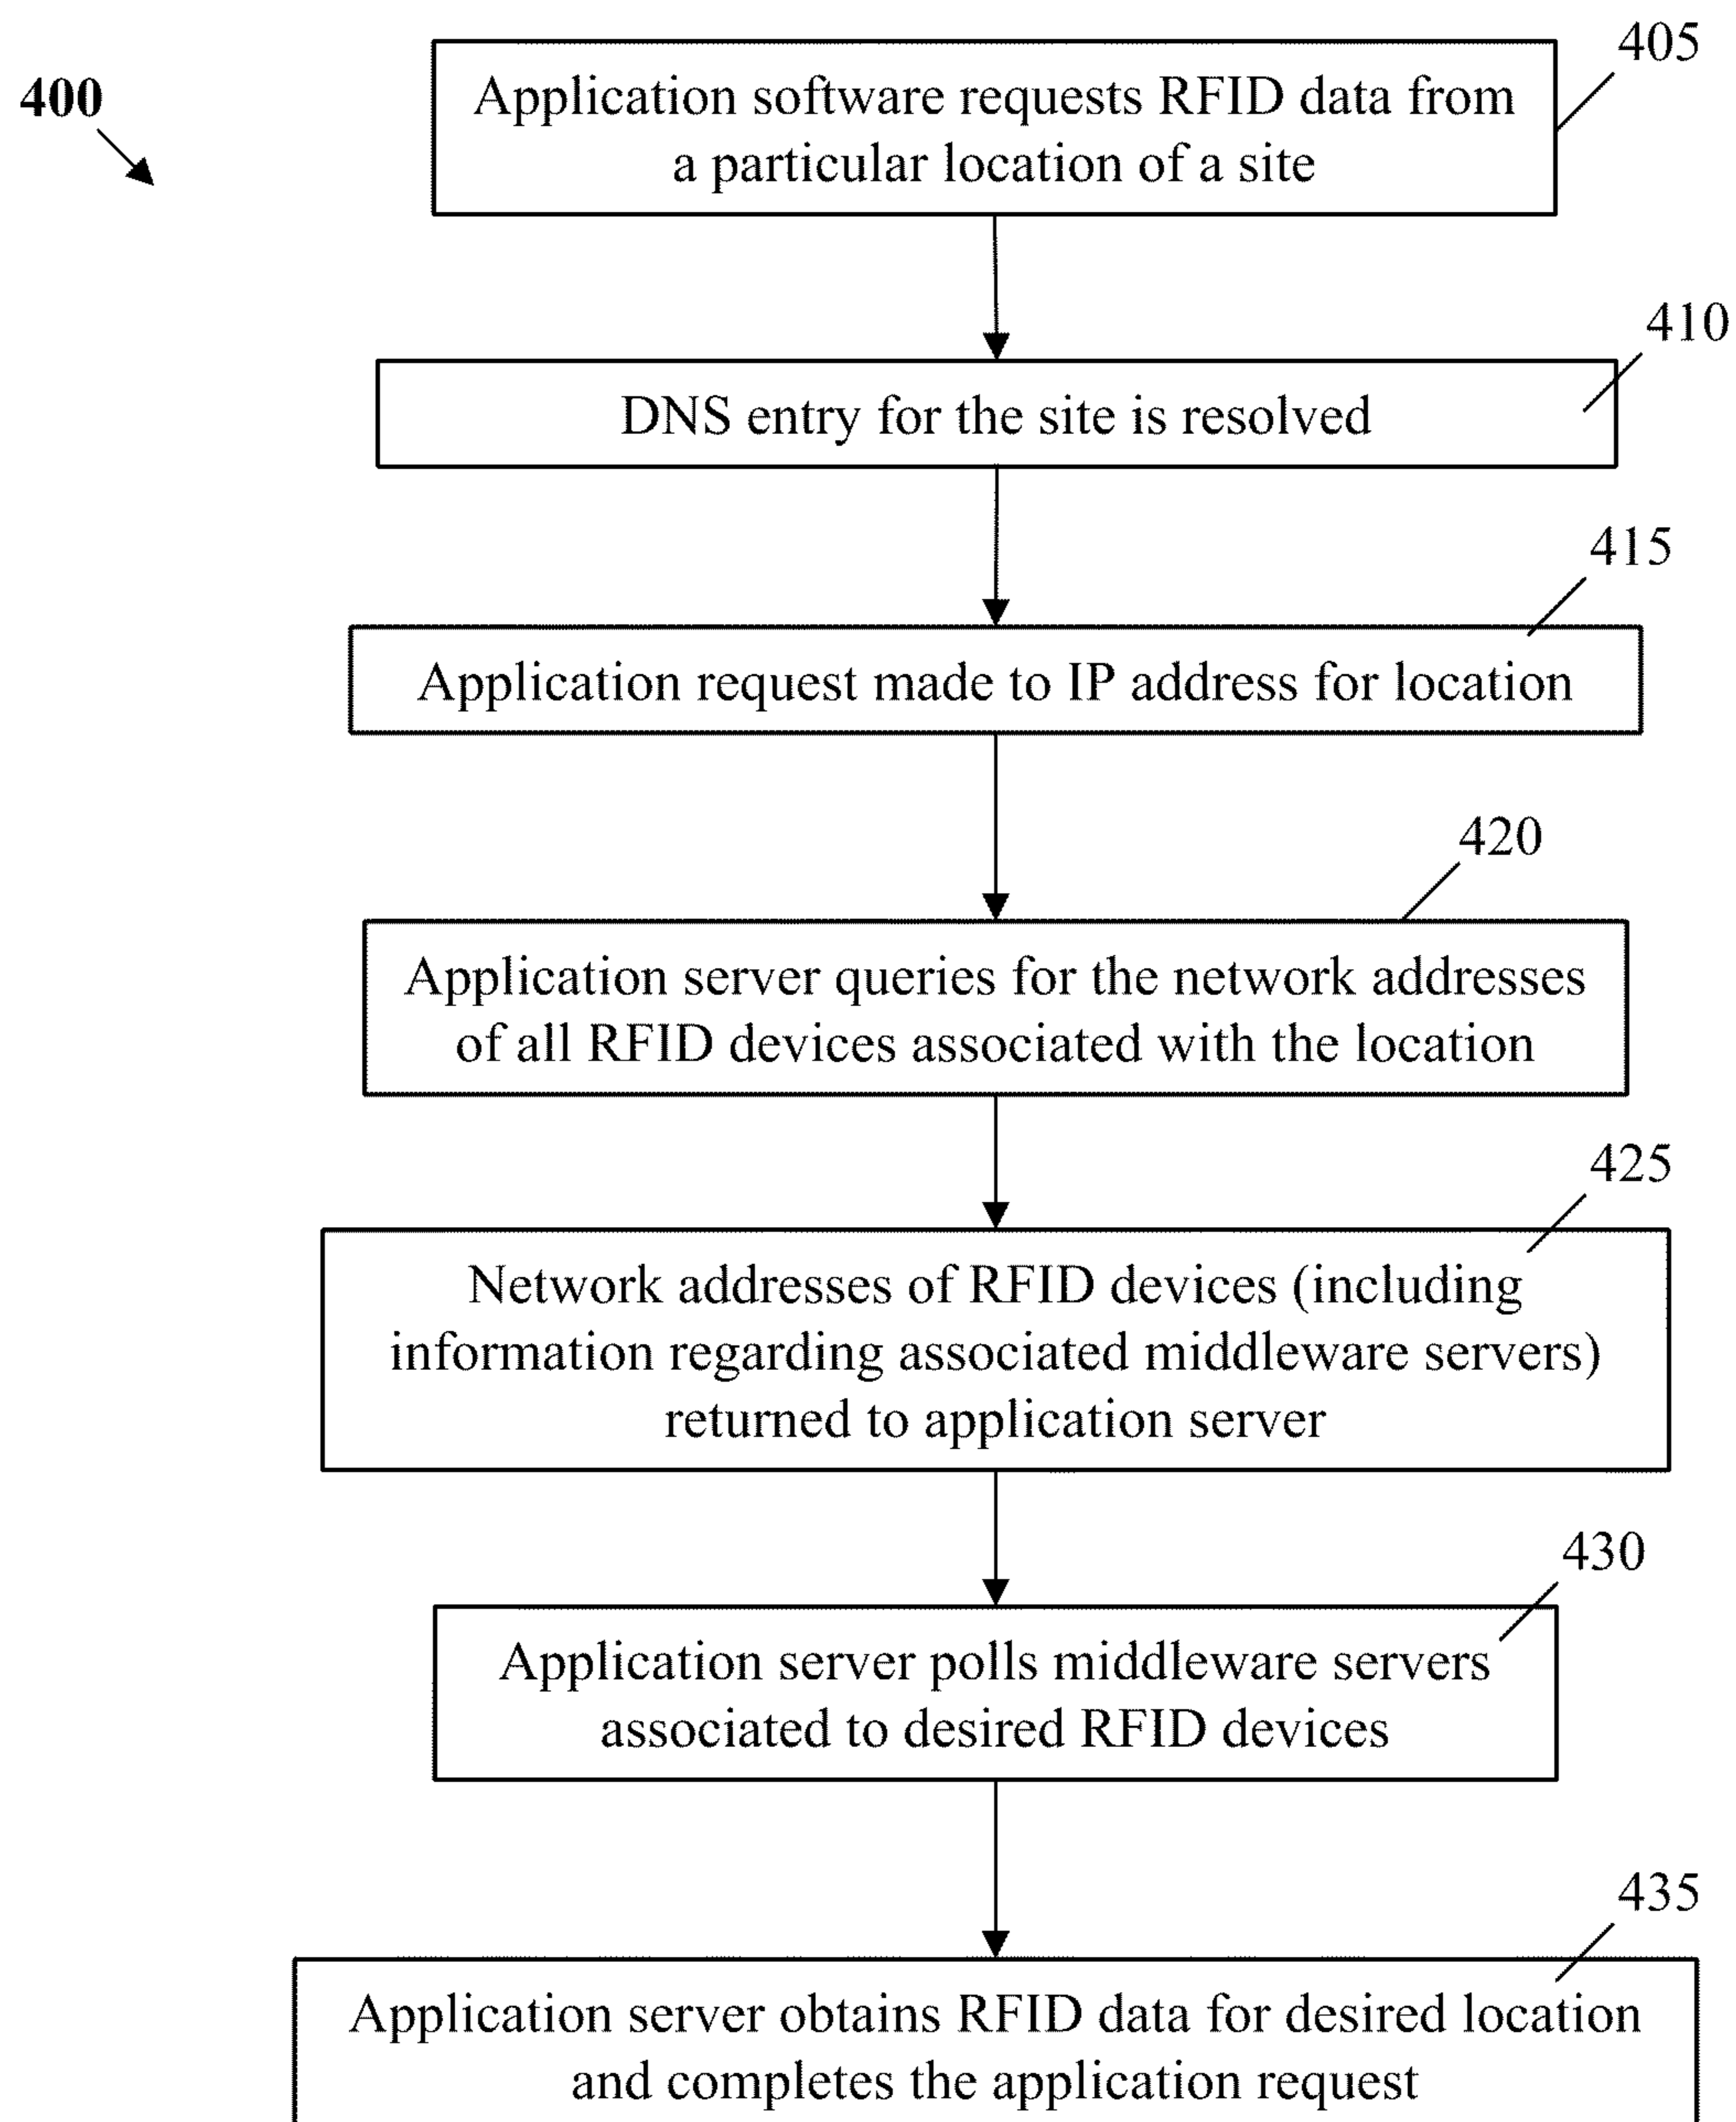 400
405
Application software requests RFID data from
a particular location of a site
410
DNS entry for the site is resolved
415
Application request made to IP address for location
420
Application server queries for the network addresses
of all RFID devices associated with the location
425
Network addresses of RFID devices (including
information regarding associated middleware servers)
returned to application server
430
Application server polls middleware servers
associated to desired RFID devices
435
Application server obtains RFID data for desired location
and completes the application request